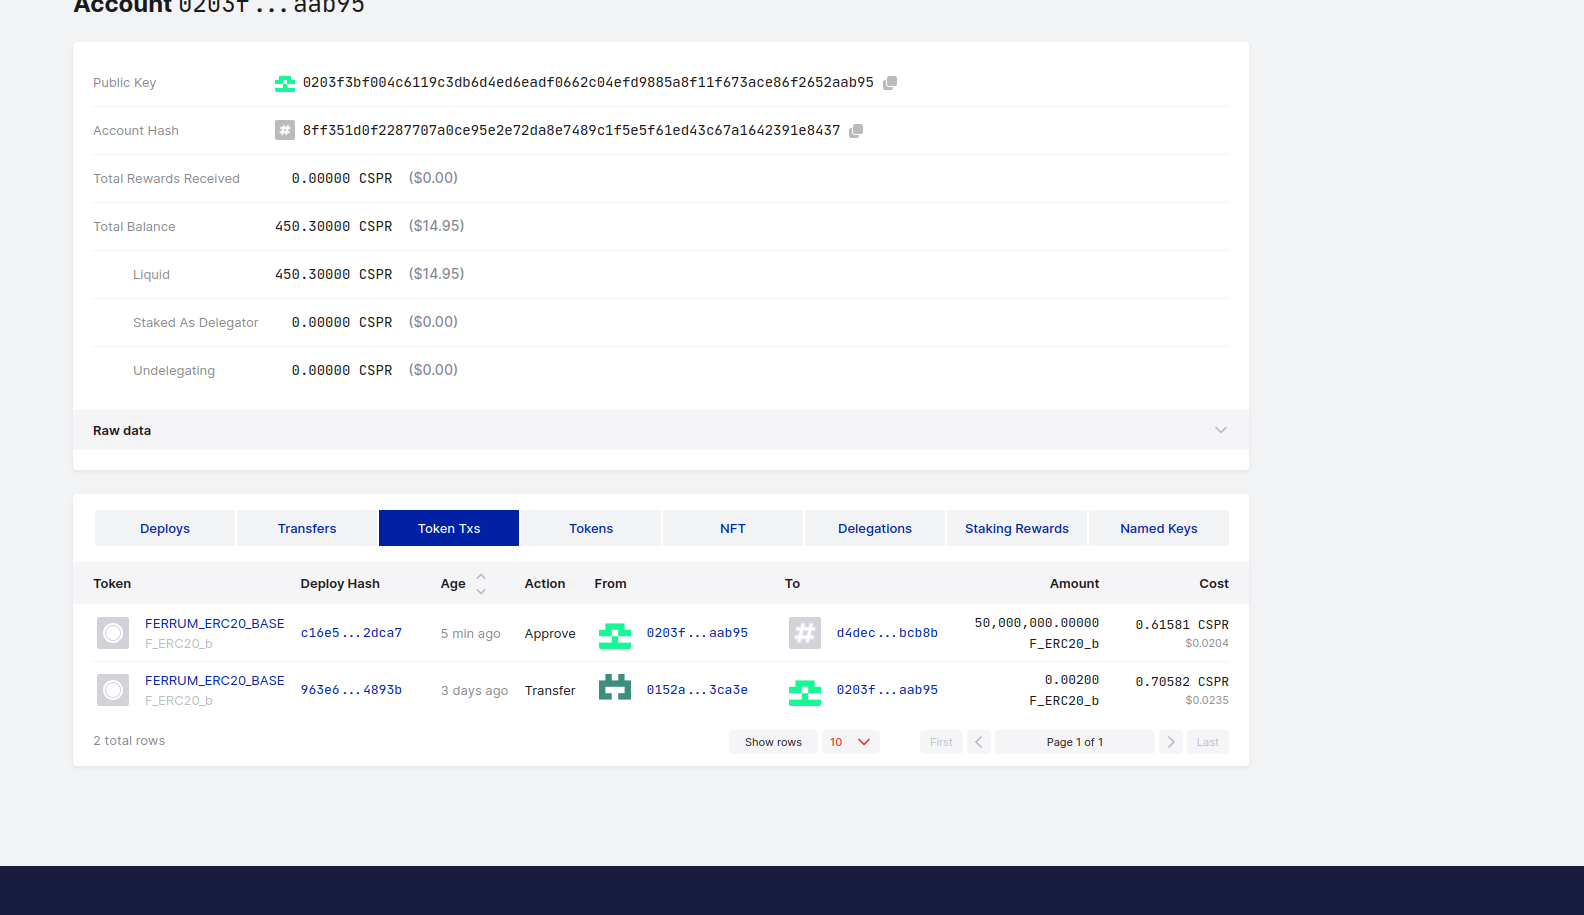 Account 0203f...aab95
Public Key 0203f3bf004c6119c3db6d4ed6eadf0662c04efd9885a8f11f673ace86f2652aab95
Account Hash # 8ff351d0f2287707a0ce95e2e72da8e7489c1f5e5f61ed43c67a1642391e8437
Total Rewards Received 0.00000 CSPR ($0.00)
Total Balance 450.30000 CSPR ($14.95)
Liquid 450.30000 CSPR ($14.95)
Staked As Delegator 0.00000 CSPR ($0.00)
Undelegating 0.00000 CSPR ($0.00)
Raw data
Deploys Transfers Token Txs Tokens NFT Delegations Staking Rewards Named Keys
Token Deploy Hash Age Action From To Amount Cost
FERRUM_ERC20_BASE c16e5...2dca7 5 min ago Approve 0203f...aab95 # d4dec...bcb8b 50,000,000.00000 0.61581 CSPR
F_ERC20_b F_ERC20_b $0.0204
FERRUM_ERC20_BASE 963e6...4893b 3 days ago Transfer 0152a...3ca3e 0203f...aab95 0.00200 0.70582 CSPR
F_ERC20_b F_ERC20_b $0.0235
2 total rows Show rows 10 First Page 1 of 1 Last